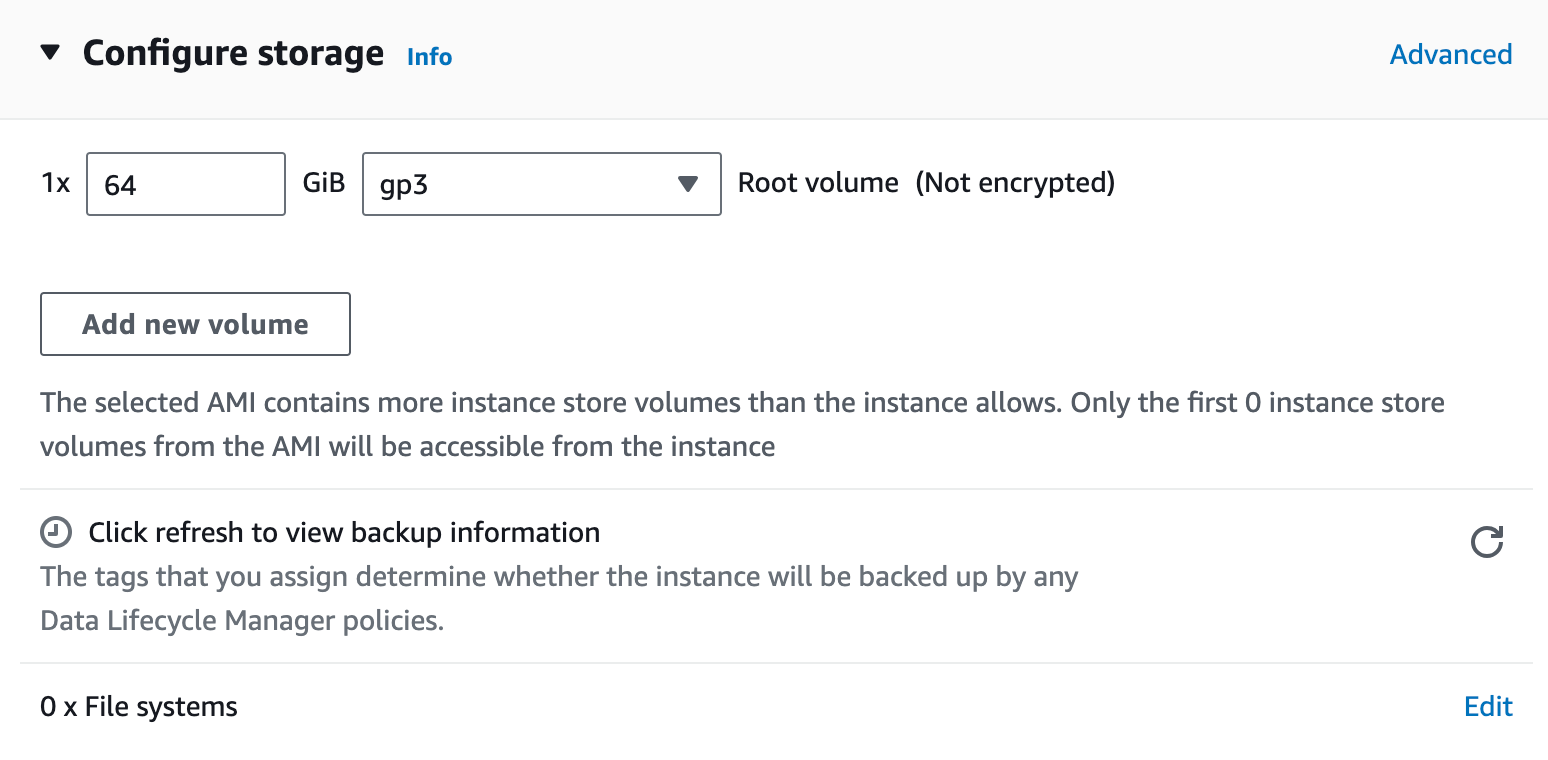 Configure storage Info Advanced
1x 64 GiB gp3 Root volume (Not encrypted)
Add new volume
The selected AMI contains more instance store volumes than the instance allows. Only the first 0 instance store
volumes from the AMI will be accessible from the instance
Click refresh to view backup information
The tags that you assign determine whether the instance will be backed up by any
Data Lifecycle Manager policies.
0 x File systems Edit